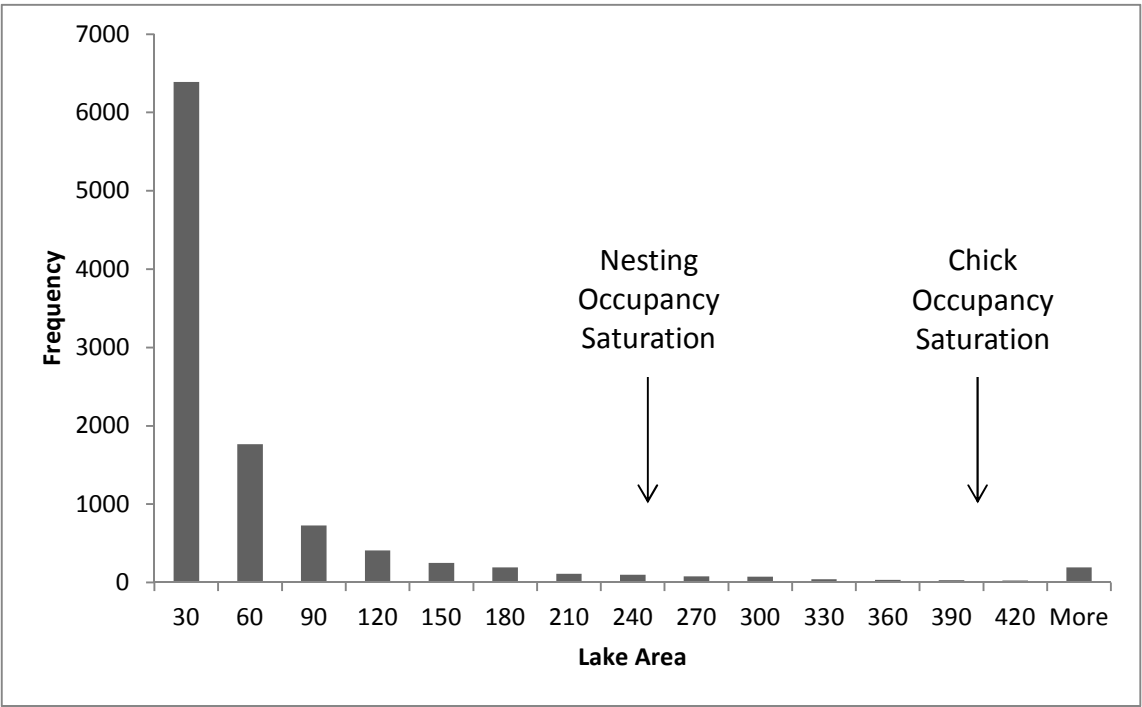 7000
6000
5000
4000
3000
2000
1000
0
Frequency
Nesting
Occupancy
Saturation
Chick
Occupancy
Saturation
30 60 90 120 150 180 210 240 270 300 330 360 390 420 More
Lake Area